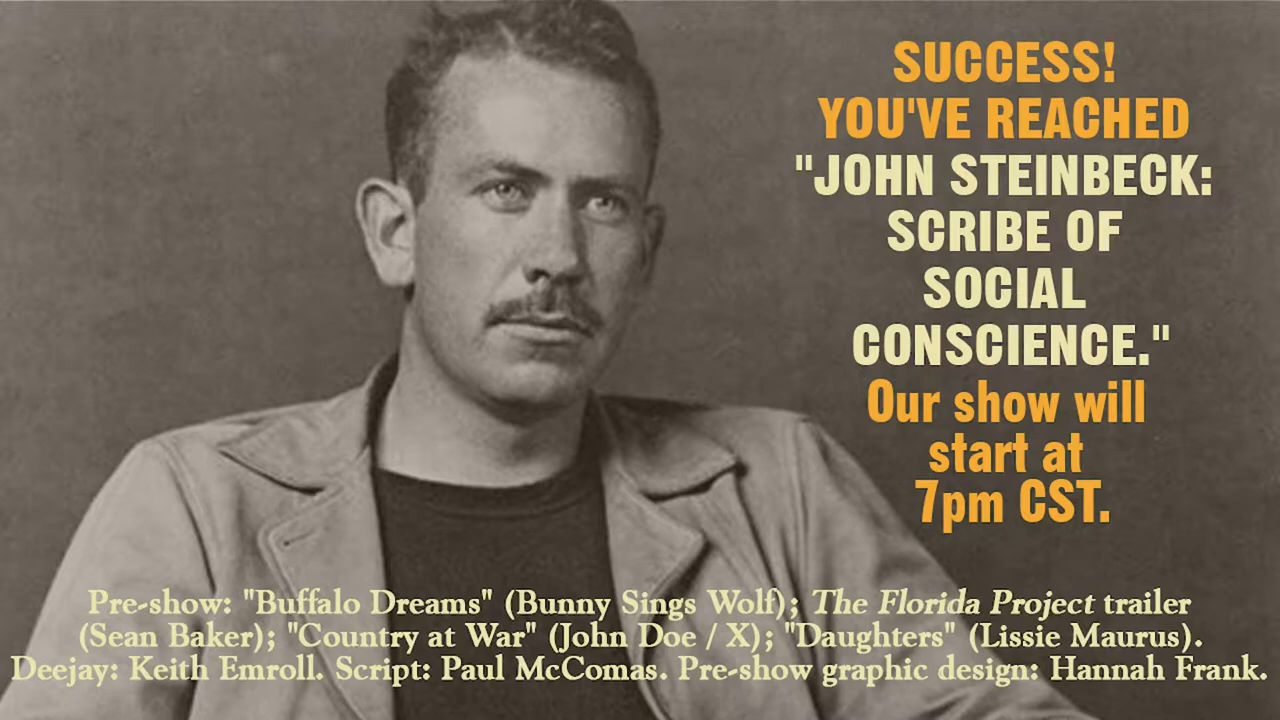 SUCCESS!
YOU'VE REACHED
"JOHN STEINBECK:
SCRIBE OF
SOCIAL
CONSCIENCE."
Our show will
start at
7pm CST.
Pre-show: "Buffalo Dreams" (Bunny Sings Wolf); The Florida Project trailer
(Sean Baker); "Country at War" (John Doe / X); "Daughters" (Lissie Maurus).
Deejay: Keith Emroll. Script: Paul McComas. Pre-show graphic design: Hannah Frank.